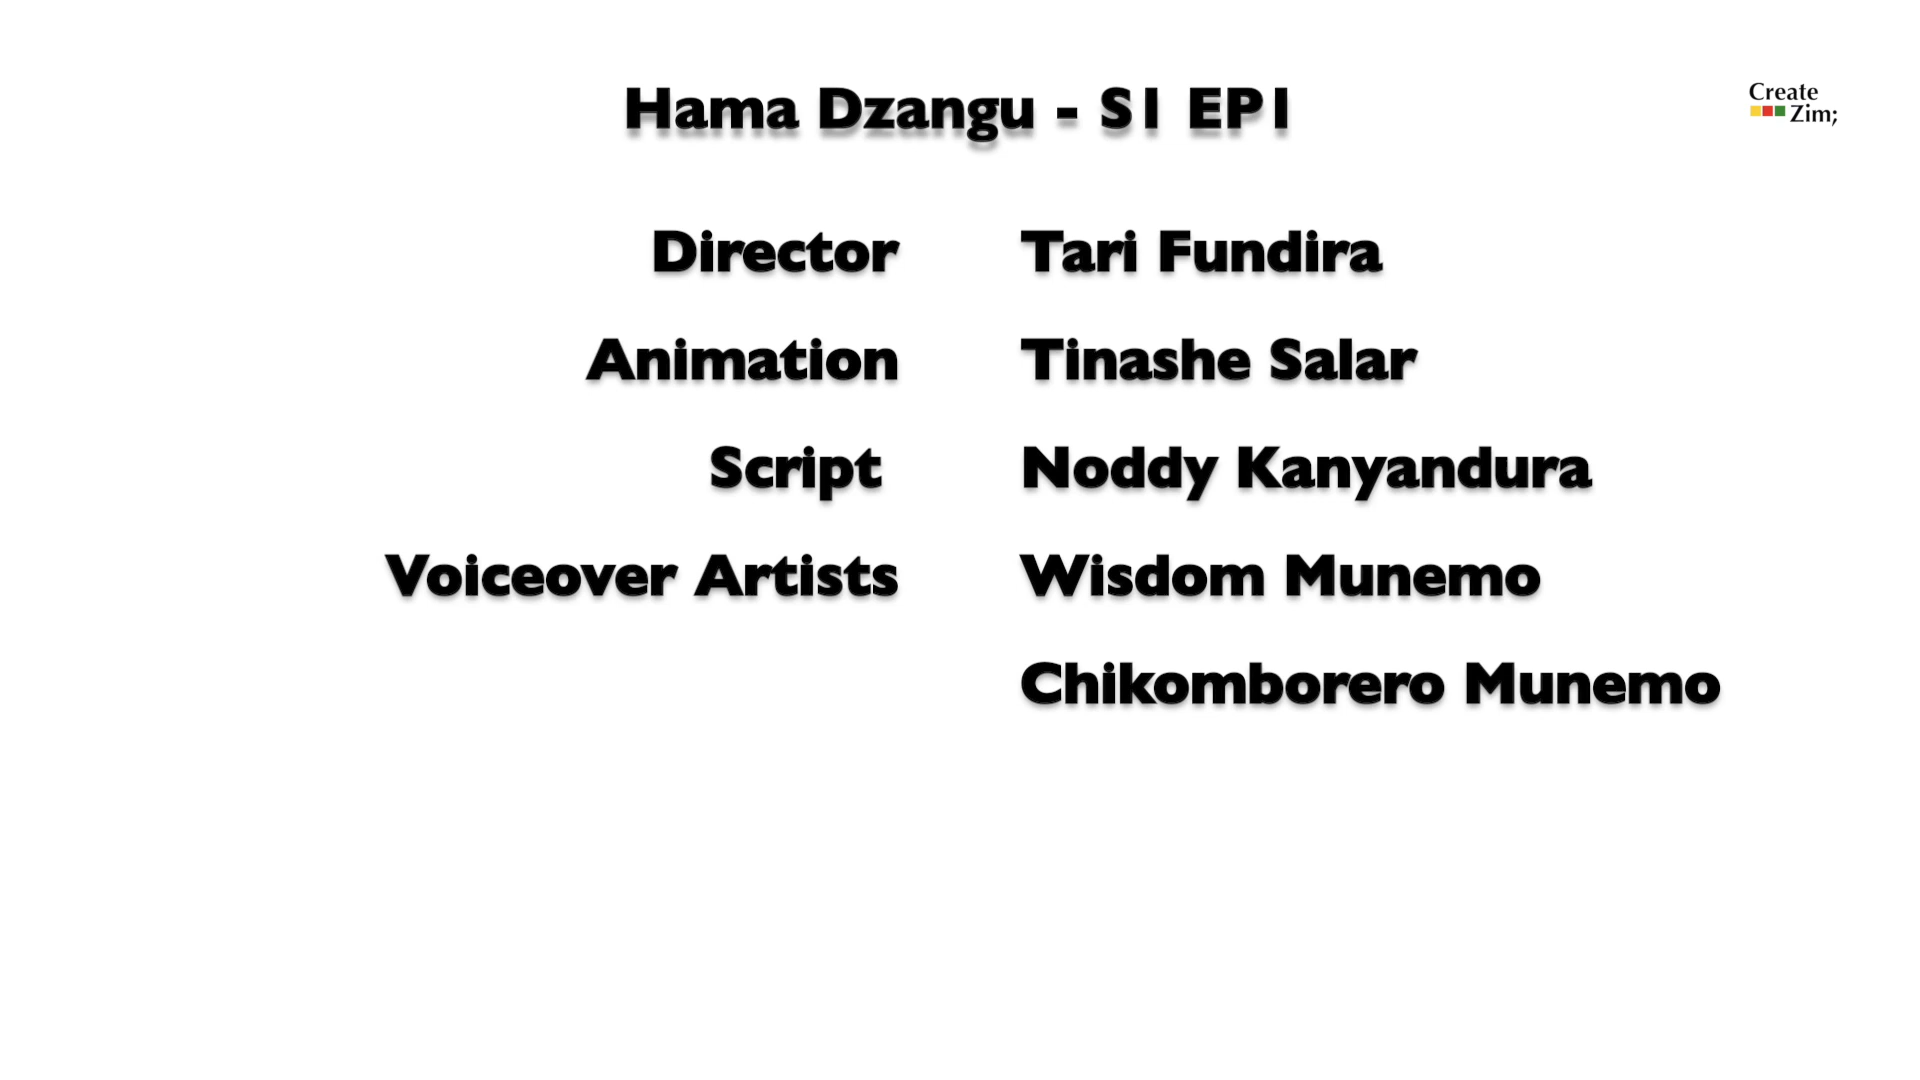 Hama Dzangu - S1 EP1
Create
Zim;
Director Tari Fundira
Animation Tinashe Salar
Script Noddy Kanyandura
Voiceover Artists Wisdom Munemo
Chikomborero Munemo